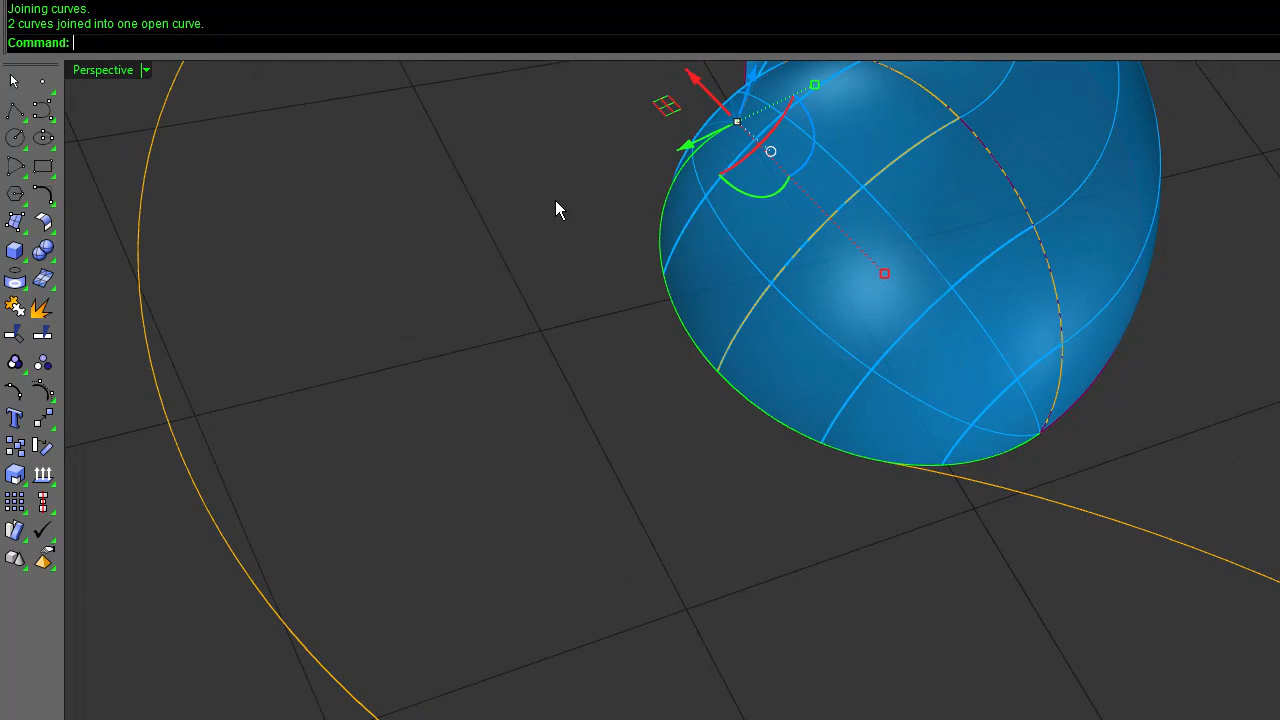 Joining curves.
2 curves joined into one open curve.
Command:
Perspective